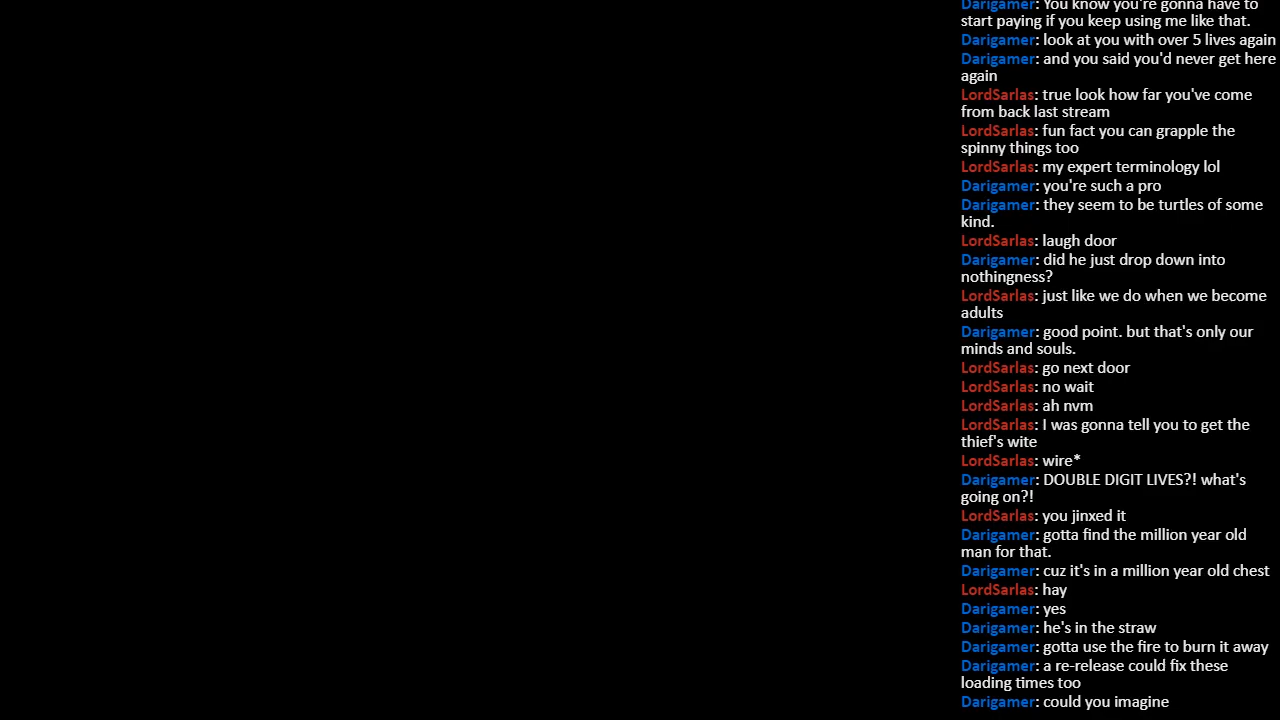 Darigamer: You know you're gonna have to
start paying if you keep using me like that.
Darigamer: look at you with over 5 lives again
Darigamer: and you said you'd never get here
again
LordSarlas: true look how far you've come
from back last stream
LordSarlas: fun fact you can grapple the
spinny things too
LordSarlas: my expert terminology lol
Darigamer: you're such a pro
Darigamer: they seem to be turtles of some
kind.
LordSarlas: laugh door
Darigamer: did he just drop down into
nothingness?
LordSarlas: just like we do when we become
adults
Darigamer: good point. but that's only our
minds and souls.
LordSarlas: go next door
LordSarlas: no wait
LordSarlas: ah nvm
LordSarlas: I was gonna tell you to get the
thief's wite
LordSarlas: wire*
Darigamer: DOUBLE DIGIT LIVES?! what's
going on?!
LordSarlas: you jinxed it
Darigamer: gotta find the million year old
man for that.
Darigamer: cuz it's in a million year old chest
LordSarlas: hay
Darigamer: yes
Darigamer: he's in the straw
Darigamer: gotta use the fire to burn it away
Darigamer: a re-release could fix these
loading times too
Darigamer: could you imagine